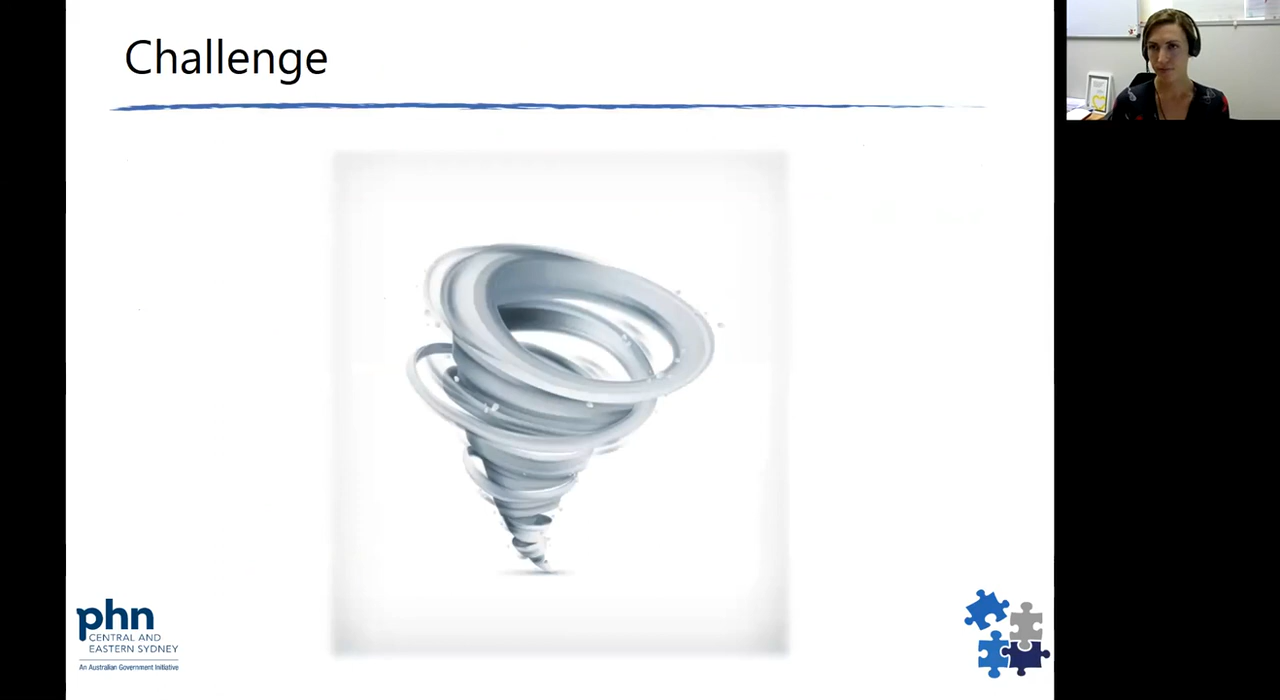 Challenge
phn
CENTRAL AND
EASTERN SYDNEY
An Australian Government Initiative